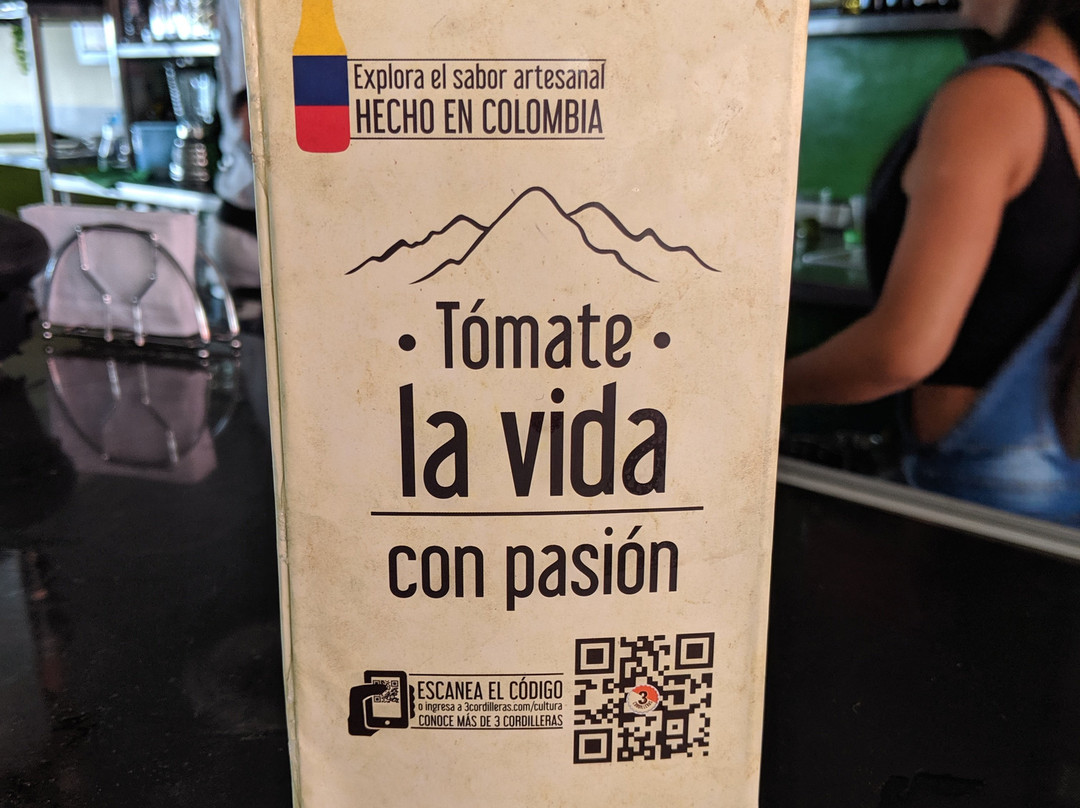 Explora el sabor artesanal
HECHO EN COLOMBIA
• Tómate •
la vida
con pasión
ESCANEA EL CÓDIGO
o ingresa a 3cordilleras.com/cultura
CONOCE MÁS DE 3 CORDILLERAS
3